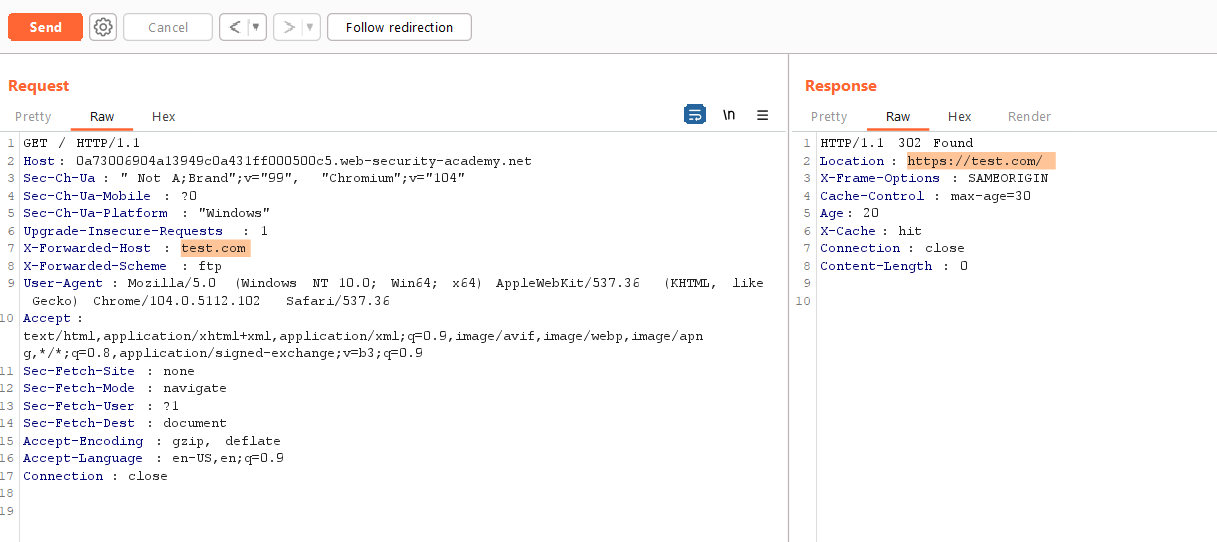 Send Cancel < ▼ > ▼ Follow redirection
Request
Pretty Raw Hex \n
1 GET / HTTP/1.1
2 Host: 0a73006904a13949c0a431ff000500c5.web-security-academy.net
3 Sec-Ch-Ua : " Not A;Brand";v="99", "Chromium";v="104"
4 Sec-Ch-Ua-Mobile : ?0
5 Sec-Ch-Ua-Platform : "Windows"
6 Upgrade-Insecure-Requests : 1
7 X-Forwarded-Host : test.com
8 X-Forwarded-Scheme : ftp
9 User-Agent : Mozilla/5.0 (Windows NT 10.0; Win64; x64) AppleWebKit/537.36 (KHTML, like
Gecko) Chrome/104.0.5112.102 Safari/537.36
10 Accept :
text/html,application/xhtml+xml,application/xml;q=0.9,image/avif,image/webp,image/apn
g,*/*;q=0.8,application/signed-exchange;v=b3;q=0.9
11 Sec-Fetch-Site : none
12 Sec-Fetch-Mode : navigate
13 Sec-Fetch-User : ?1
14 Sec-Fetch-Dest : document
15 Accept-Encoding : gzip, deflate
16 Accept-Language : en-US,en;q=0.9
17 Connection : close
18
19
Response
Pretty Raw Hex Render
1 HTTP/1.1 302 Found
2 Location : https://test.com/
3 X-Frame-Options : SAMEORIGIN
4 Cache-Control : max-age=30
5 Age: 20
6 X-Cache : hit
7 Connection : close
8 Content-Length : 0
9
10